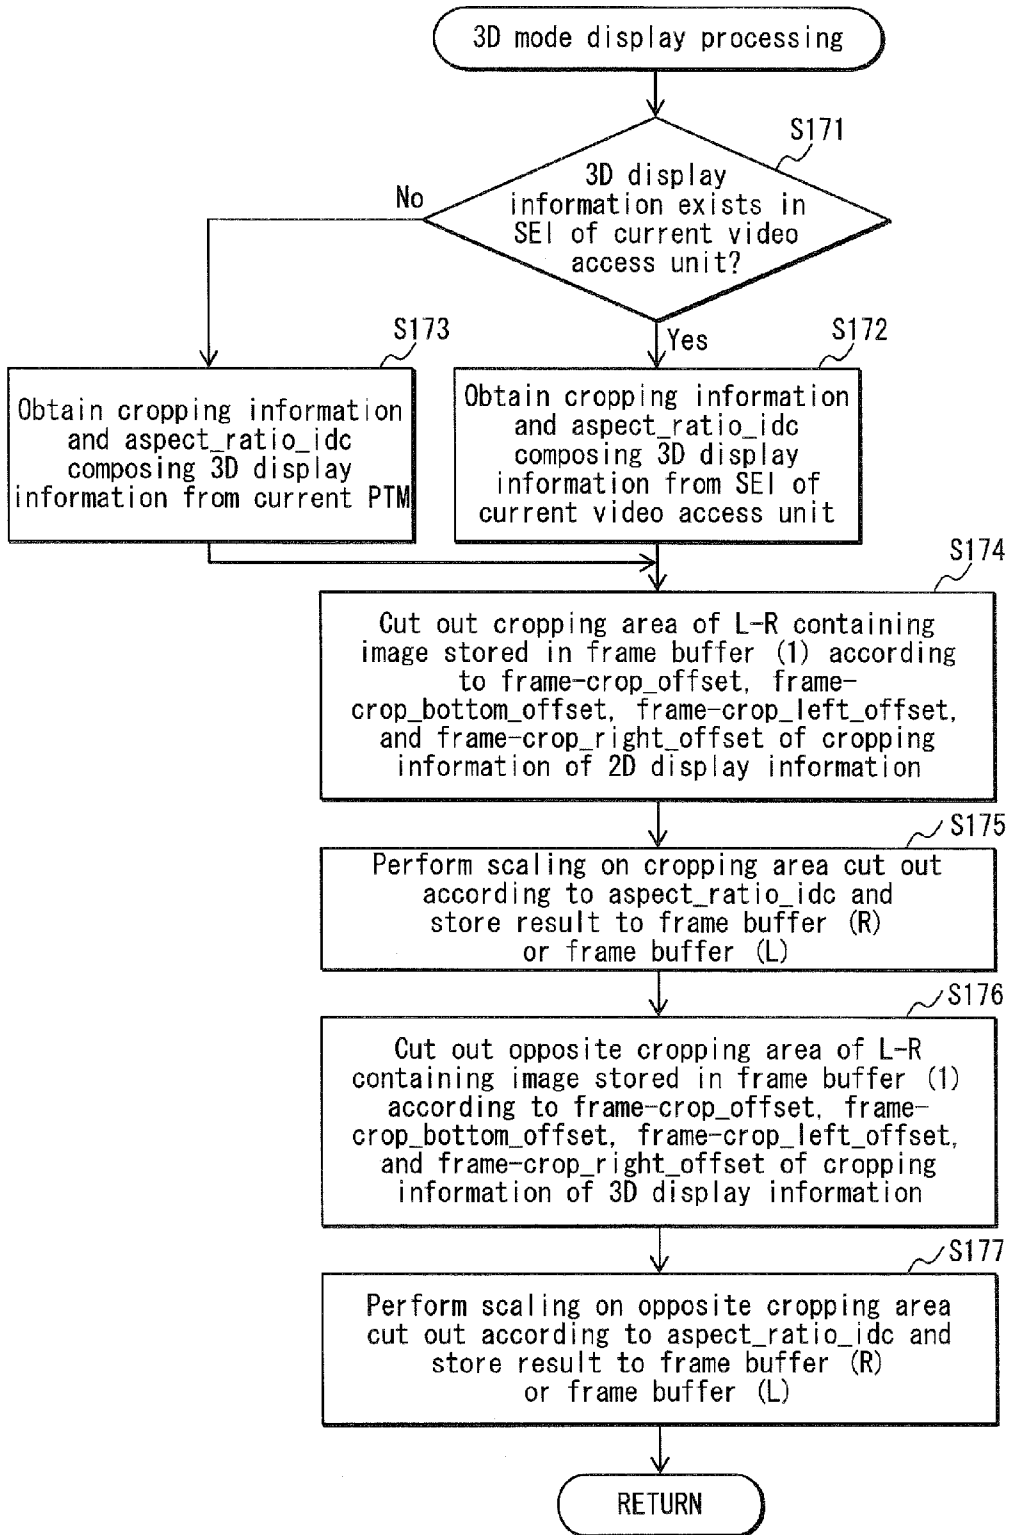 3D mode display processing
S171
3D display
information exists in
SEI of current video
access unit?
No
Yes
S173
Obtain cropping information
and aspect_ratio_idc
composing 3D display
information from current PTM
S172
Obtain cropping information
and aspect_ratio_idc
composing 3D display
information from SEI of
current video access unit
S174
Cut out cropping area of L-R containing
image stored in frame buffer (1) according
to frame-crop_offset, frame-
crop_bottom_offset, frame-crop_left_offset,
and frame-crop_right_offset of cropping
information of 2D display information
S175
Perform scaling on cropping area cut out
according to aspect_ratio_idc and
store result to frame buffer (R)
or frame buffer (L)
S176
Cut out opposite cropping area of L-R
containing image stored in frame buffer (1)
according to frame-crop_offset, frame-
crop_bottom_offset, frame-crop_left_offset,
and frame-crop_right_offset of cropping
information of 3D display information
S177
Perform scaling on opposite cropping area
cut out according to aspect_ratio_idc and
store result to frame buffer (R)
or frame buffer (L)
RETURN